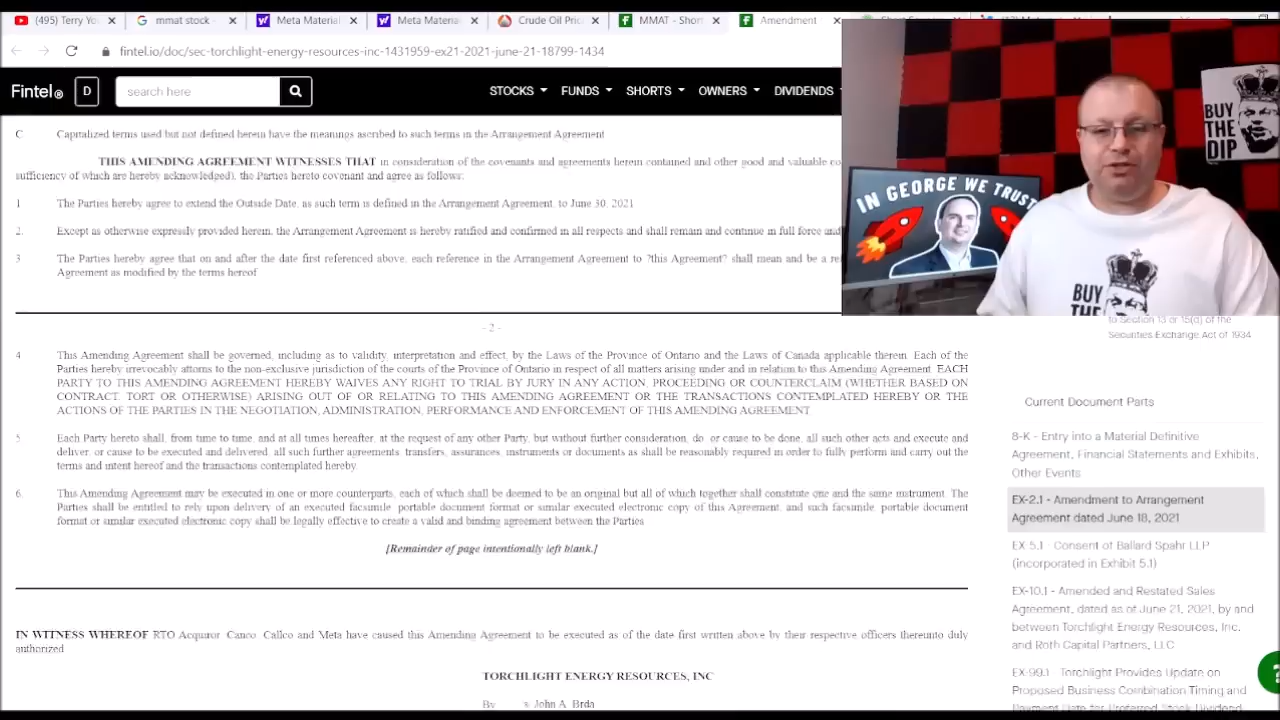 (495) Terry Yo
mmat stock -
Meta Material
Meta Materia
Crude Oil Pric
MMAT - Shor
Amendment
fintel.io/doc/sec-torchlight-energy-resources-inc-1431959-ex21-2021-june-21-18799-1434
Fintel
D
search here
STOCKS
FUNDS
SHORTS
OWNERS
DIVIDENDS
C Capitalized terms used but not defined herein have the meanings ascribed to such terms in the Arrangement Agreement
THIS AMENDING AGREEMENT WITNESSES THAT in consideration of the covenants and agreements herein contained and other good and valuable co
sufficiency of which are hereby acknowledged), the Parties hereto covenant and agree as follows:
1 The Parties hereby agree to extend the Outside Date, as such term is defined in the Arrangement Agreement, to June 30, 2021
2. Except as otherwise expressly provided herein, the Arrangement Agreement is hereby ratified and confirmed in all respects and shall remain and continue in full force and
3 The Parties hereby agree that on and after the date first referenced above, each reference in the Arrangement Agreement to ?this Agreement? shall mean and be a re
Agreement as modified by the terms hereof
- 2 -
4 This Amending Agreement shall be governed, including as to validity, interpretation and effect, by the Laws of the Province of Ontario and the Laws of Canada applicable therein. Each of the
Parties hereby irrevocably attorns to the non-exclusive jurisdiction of the courts of the Province of Ontario in respect of all matters arising under and in relation to this Amending Agreement. EACH
PARTY TO THIS AMENDING AGREEMENT HEREBY WAIVES ANY RIGHT TO TRIAL BY JURY IN ANY ACTION, PROCEEDING OR COUNTERCLAIM (WHETHER BASED ON
CONTRACT, TORT OR OTHERWISE) ARISING OUT OF OR RELATING TO THIS AMENDING AGREEMENT OR THE TRANSACTIONS CONTEMPLATED HEREBY OR THE
ACTIONS OF THE PARTIES IN THE NEGOTIATION, ADMINISTRATION, PERFORMANCE AND ENFORCEMENT OF THIS AMENDING AGREEMENT
5 Each Party hereto shall, from time to time, and at all times hereafter, at the request of any other Party, but without further consideration, do, or cause to be done, all such other acts and execute and
deliver, or cause to be executed and delivered, all such further agreements, transfers, assurances, instruments or documents as shall be reasonably required in order to fully perform and carry out the
terms and intent hereof and the transactions contemplated hereby
6. This Amending Agreement may be executed in one or more counterparts, each of which shall be deemed to be an original but all of which together shall constitute one and the same instrument. The
Parties shall be entitled to rely upon delivery of an executed facsimile, portable document format or similar executed electronic copy of this Agreement, and such facsimile, portable document
format or similar executed electronic copy shall be legally effective to create a valid and binding agreement between the Parties
[Remainder of page intentionally left blank.]
IN WITNESS WHEREOF RTO Acquiror, Canco, Callco and Meta have caused this Amending Agreement to be executed as of the date first written above by their respective officers thereunto duly
authorized
TORCHLIGHT ENERGY RESOURCES, INC
By John A. Brda
IN GEORGE WE TRUST
BUY
THE
DIP
BUY
THE
to Section 13 or 15(d) of the
Securities Exchange Act of 1934
Current Document Parts
8-K - Entry into a Material Definitive
Agreement, Financial Statements and Exhibits,
Other Events
EX-2.1 - Amendment to Arrangement
Agreement dated June 18, 2021
EX-5.1 - Consent of Ballard Spahr LLP
(incorporated in Exhibit 5.1)
EX-10.1 - Amended and Restated Sales
Agreement, dated as of June 21, 2021, by and
between Torchlight Energy Resources, Inc.
and Roth Capital Partners, LLC
EX-99.1 - Torchlight Provides Update on
Proposed Business Combination Timing and
Payment Date for Preferred Stock Dividend
?